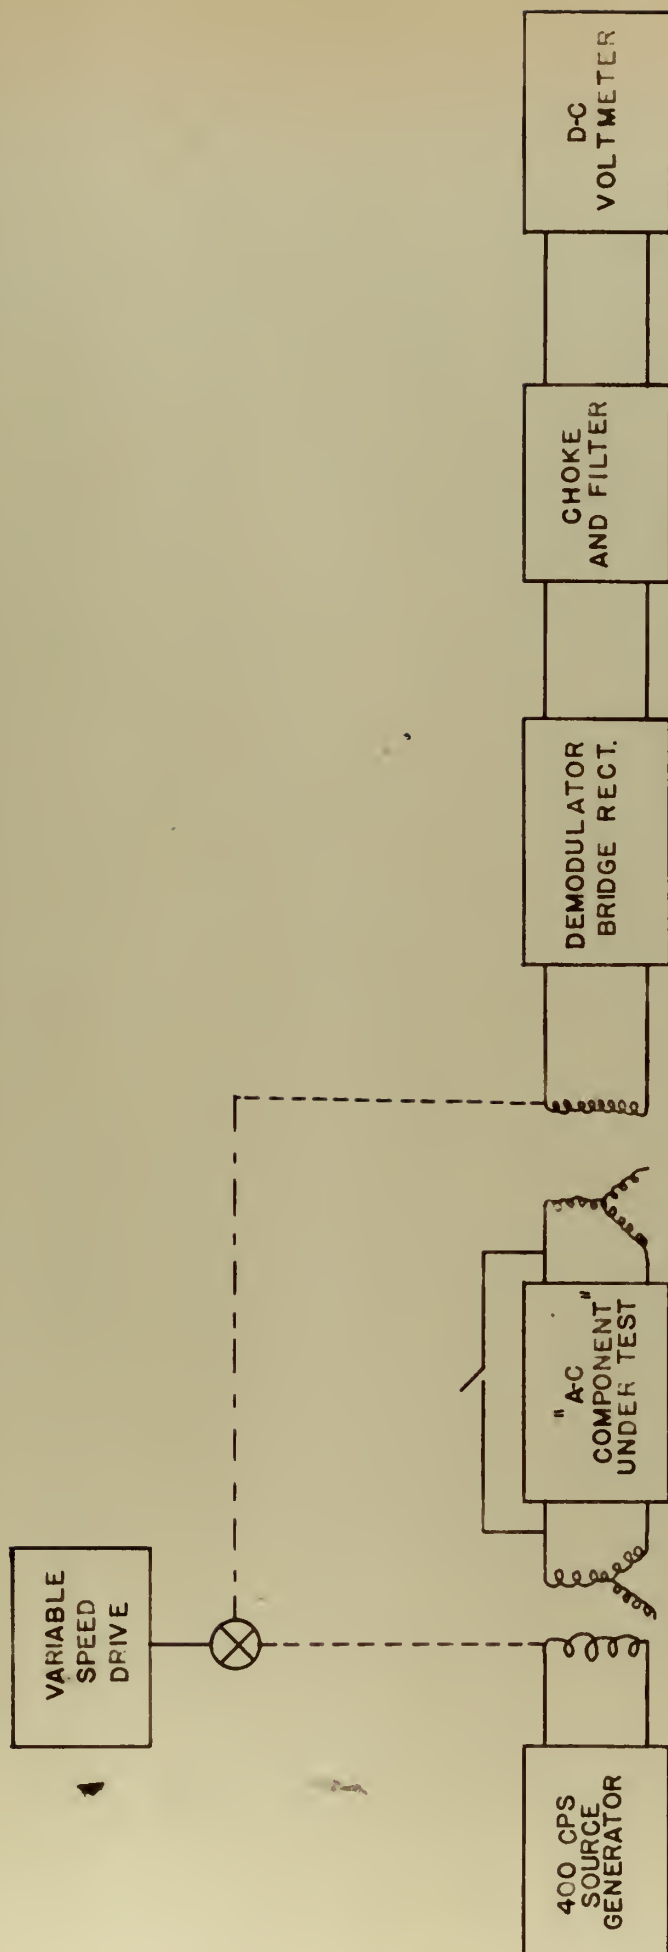 VARIABLE
SPEED
DRIVE
400 CPS
SOURCE
GENERATOR
" A-C
COMPONENT "
UNDER TEST
DEMODULATOR
BRIDGE RECT.
CHOKE
AND FILTER
D-C
VOLTMETER